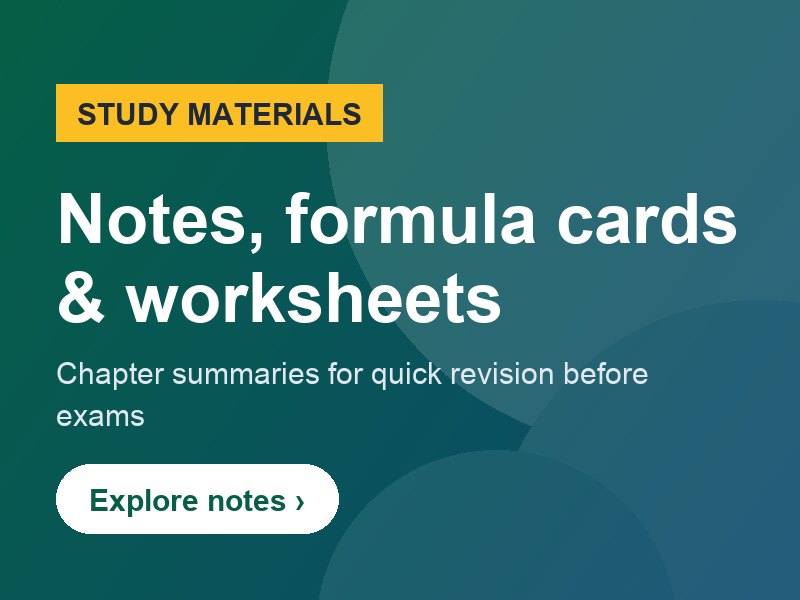 STUDY MATERIALS
Notes, formula cards
& worksheets
Chapter summaries for quick revision before
exams
Explore notes ›